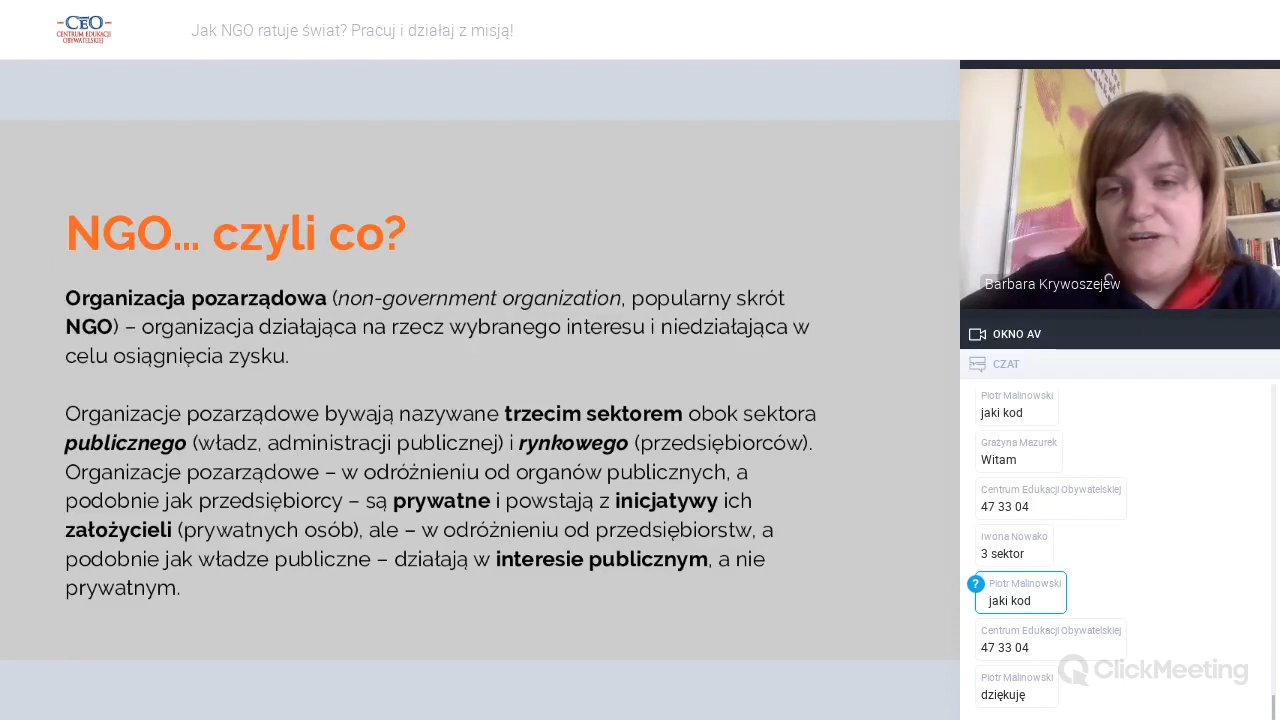 CEO
CENTRUM EDUKACJI
OBYWATELSKIEJ
Jak NGO ratuje świat? Pracuj i działaj z misją!
NGO... czyli co?
Organizacja pozarządowa (non-government organization, popularny skrót
NGO) – organizacja działająca na rzecz wybranego interesu i niedziałająca w
celu osiągnięcia zysku.
Organizacje pozarządowe bywają nazywane trzecim sektorem obok sektora
publicznego (władz, administracji publicznej) i rynkowego (przedsiębiorców).
Organizacje pozarządowe – w odróżnieniu od organów publicznych, a
podobnie jak przedsiębiorcy – są prywatne i powstają z inicjatywy ich
założycieli (prywatnych osób), ale – w odróżnieniu od przedsiębiorstw, a
podobnie jak władze publiczne – działają w interesie publicznym, a nie
prywatnym.
Barbara Krywoszejew
OKNO AV
CZAT
Piotr Malinowski
jaki kod
Grażyna Mazurek
Witam
Centrum Edukacji Obywatelskiej
47 33 04
Iwona Nowako
3 sektor
? Piotr Malinowski
jaki kod
Centrum Edukacji Obywatelskiej
47 33 04
Piotr Malinowski
dziękuję
ClickMeeting